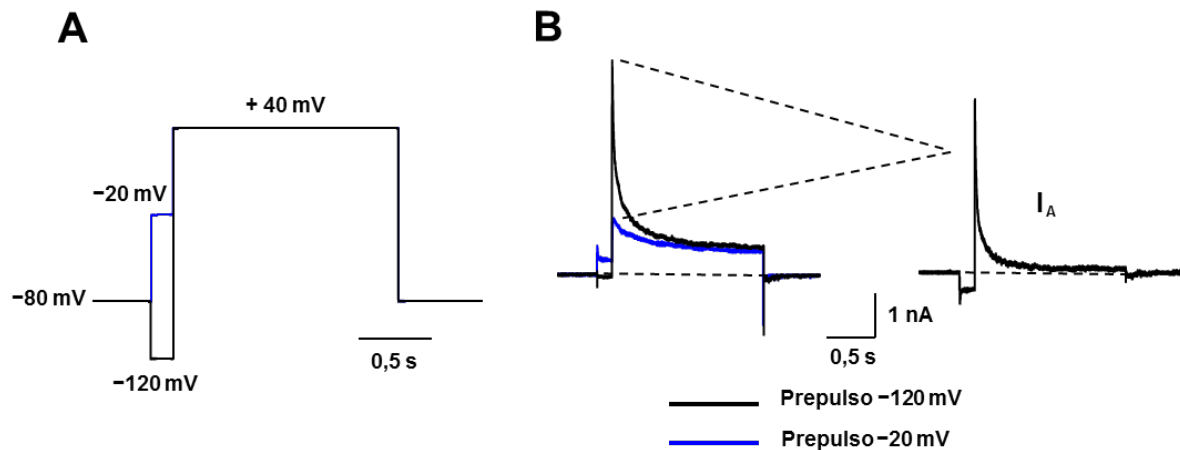 A
+ 40 mV
−20 mV
−80 mV
−120 mV
0,5 s
B
I_A
1 nA
0,5 s
Prepulso −120 mV
Prepulso −20 mV